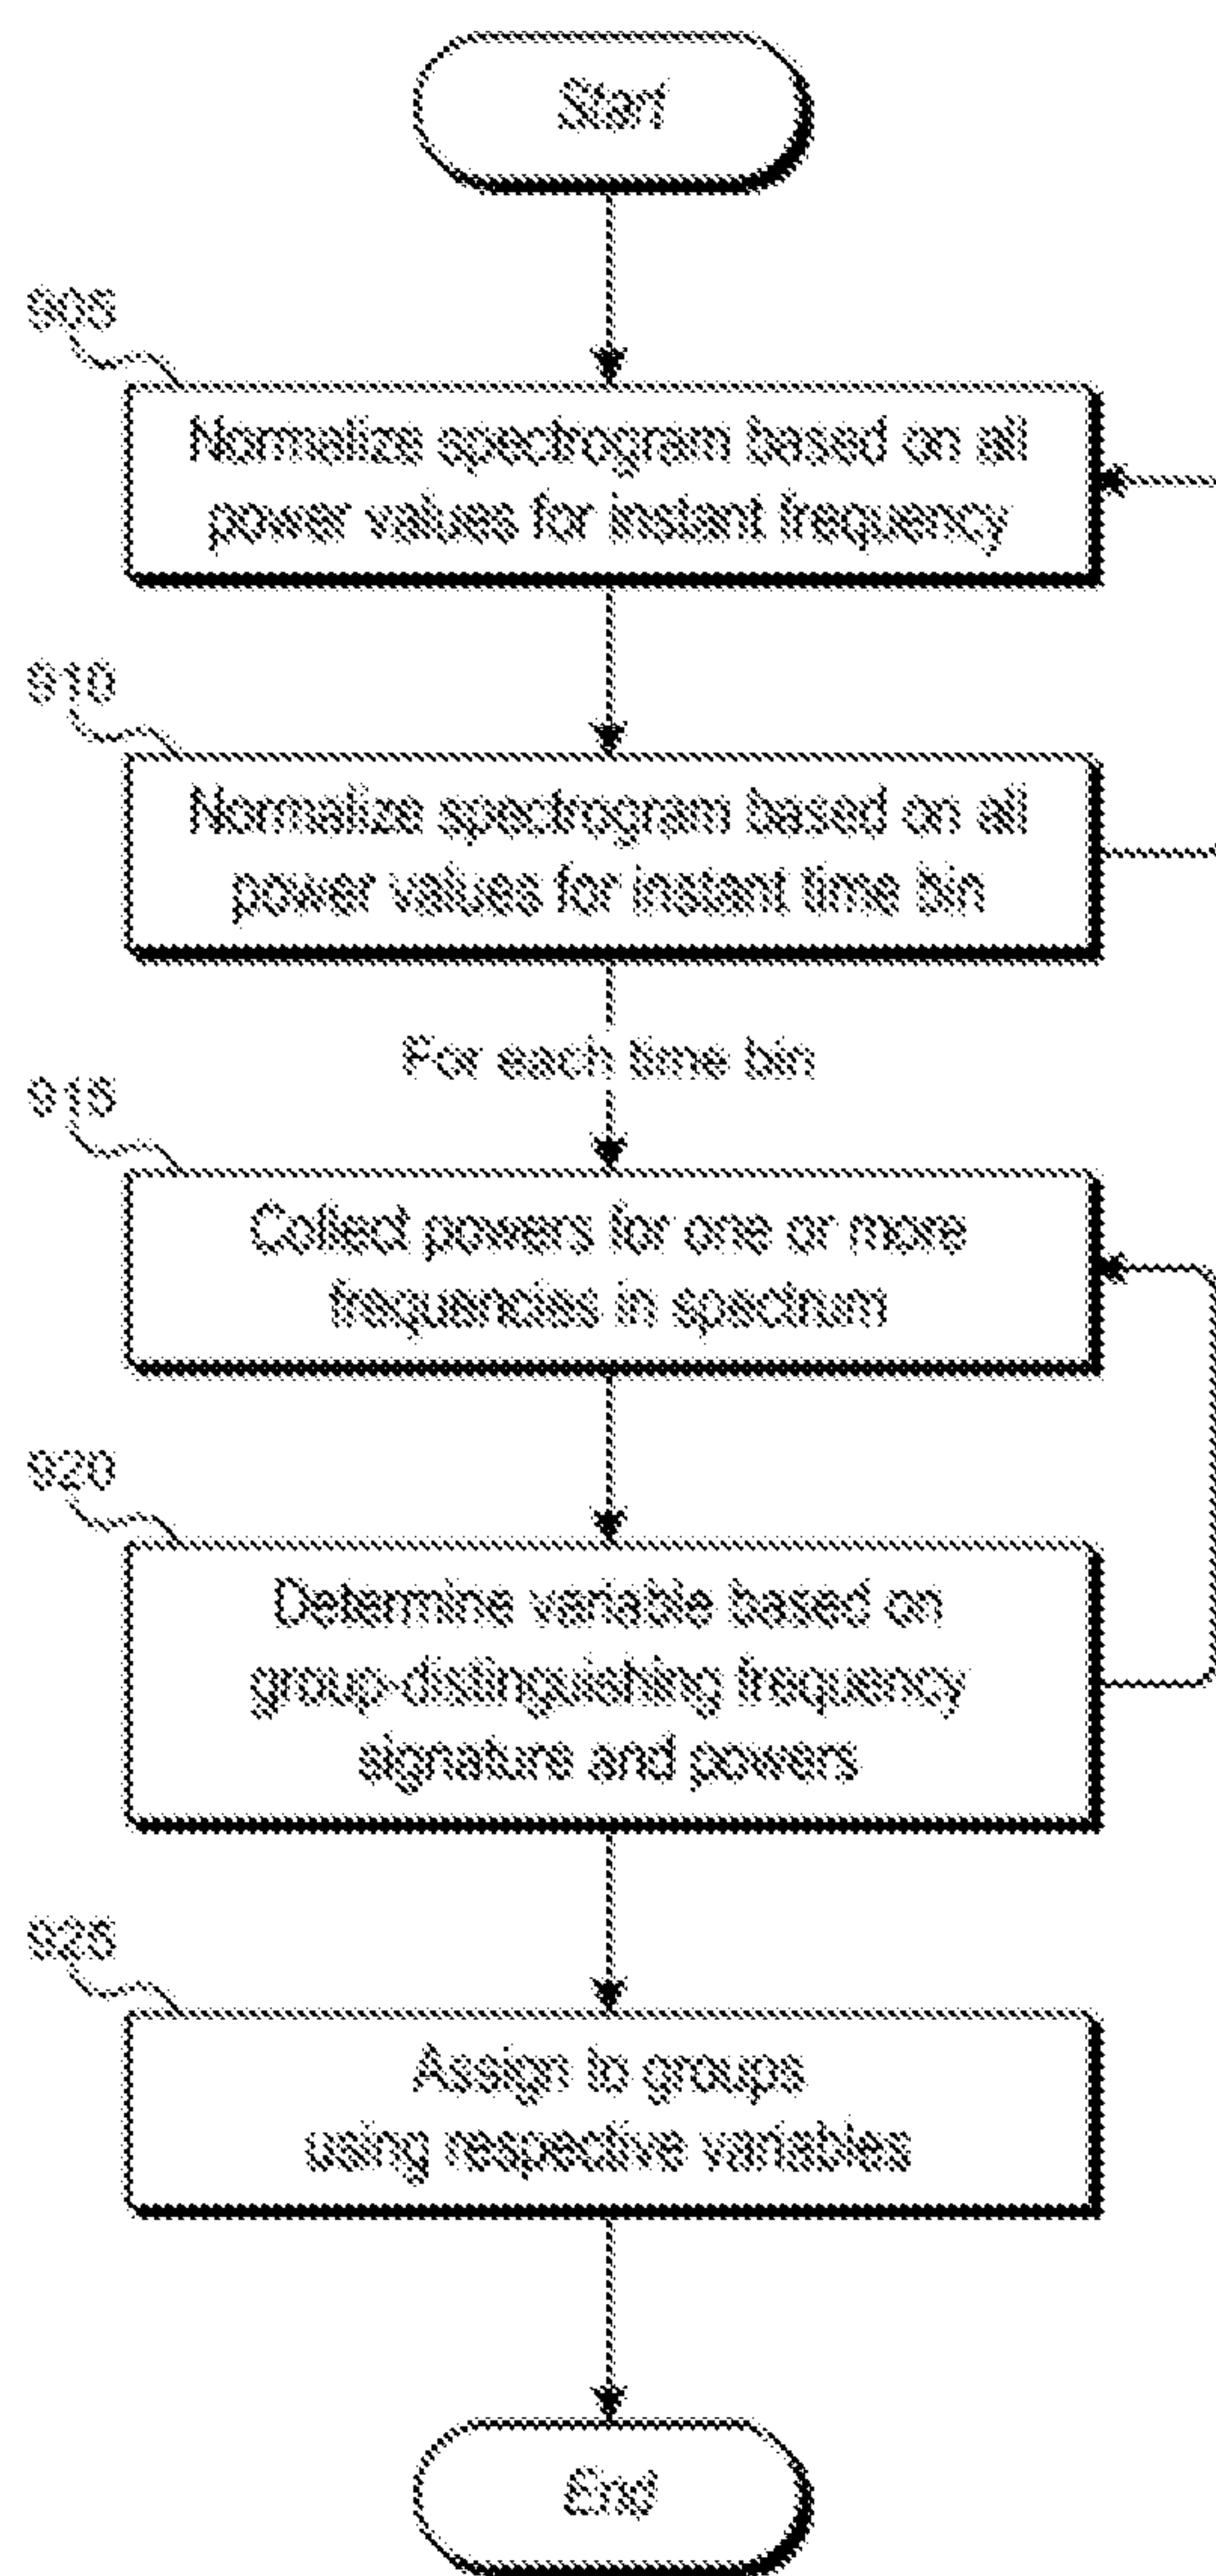 Start
905
Normalize spectrogram based on all
power values for instant frequency
910
Normalize spectrogram based on all
power values for instant time bin
For each time bin
915
Collect powers for one or more
frequencies in spectrum
920
Determine variable based on
group-distinguishing frequency
signature and powers
925
Assign to groups
using respective variables
End